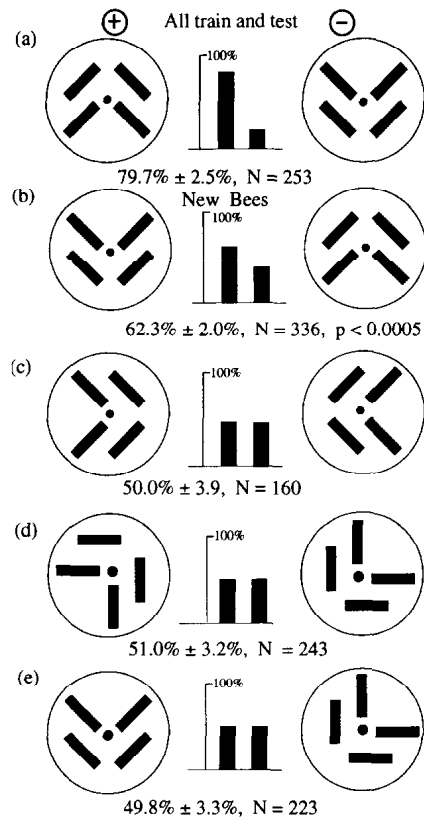 (a) ⊕ All train and test ⊖
100%
79.7% ± 2.5%, N = 253
(b) New Bees
100%
62.3% ± 2.0%, N = 336, p < 0.0005
(c)
100%
50.0% ± 3.9, N = 160
(d)
100%
51.0% ± 3.2%, N = 243
(e)
100%
49.8% ± 3.3%, N = 223